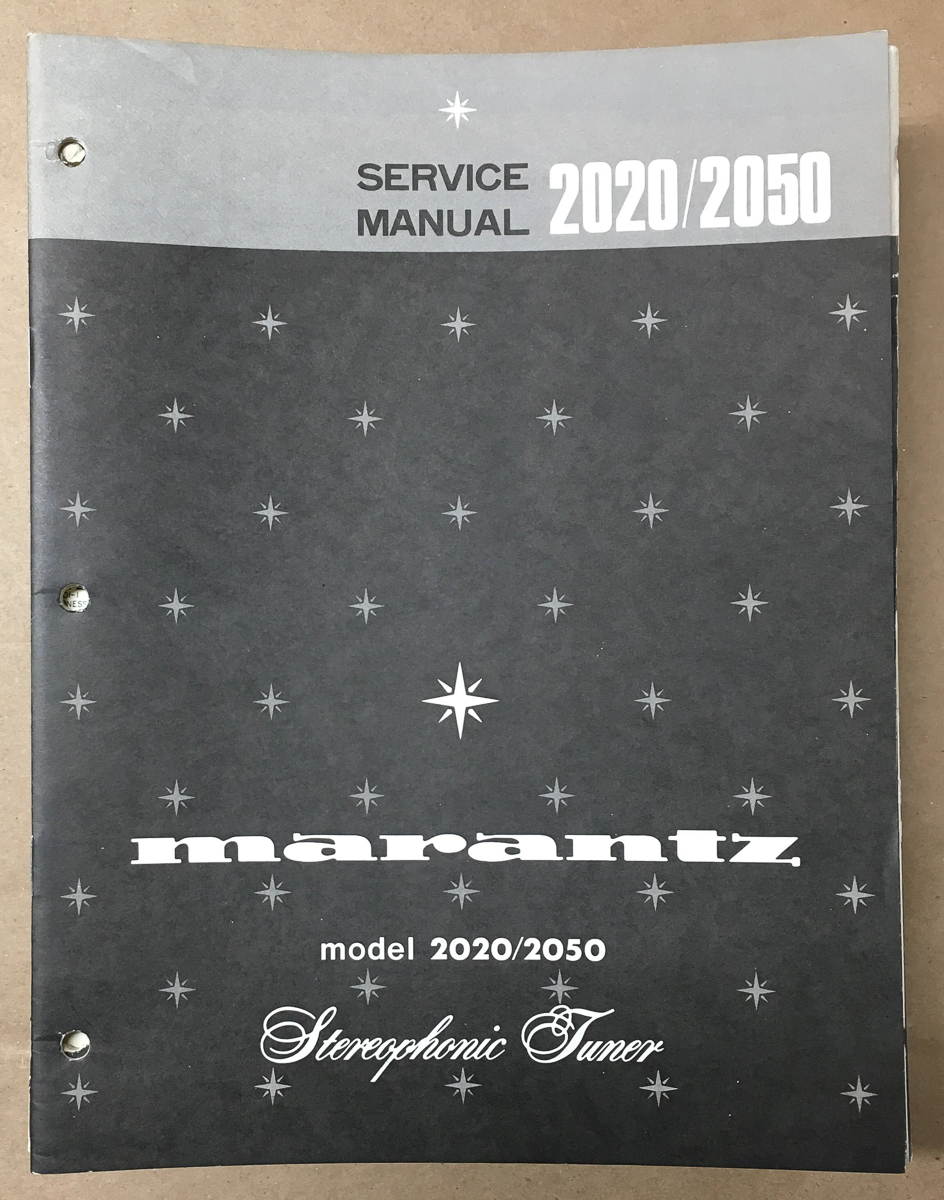 SERVICE
MANUAL 2020/2050
marantz
model 2020/2050
Stereophonic Tuner